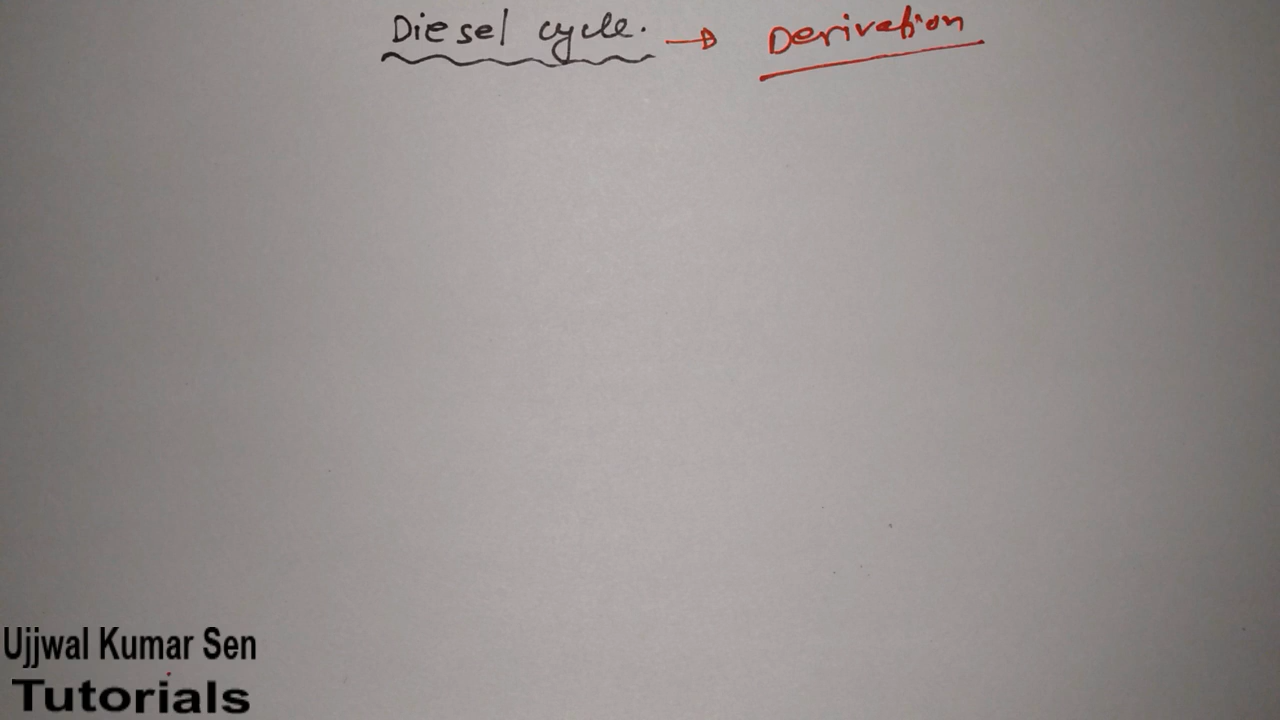 Diesel cycle. → Derivation
Ujjwal Kumar Sen
Tutorials